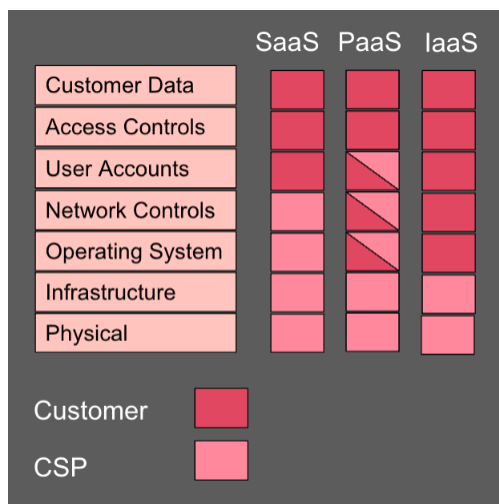 SaaS PaaS IaaS
Customer Data
Access Controls
User Accounts
Network Controls
Operating System
Infrastructure
Physical
Customer
CSP